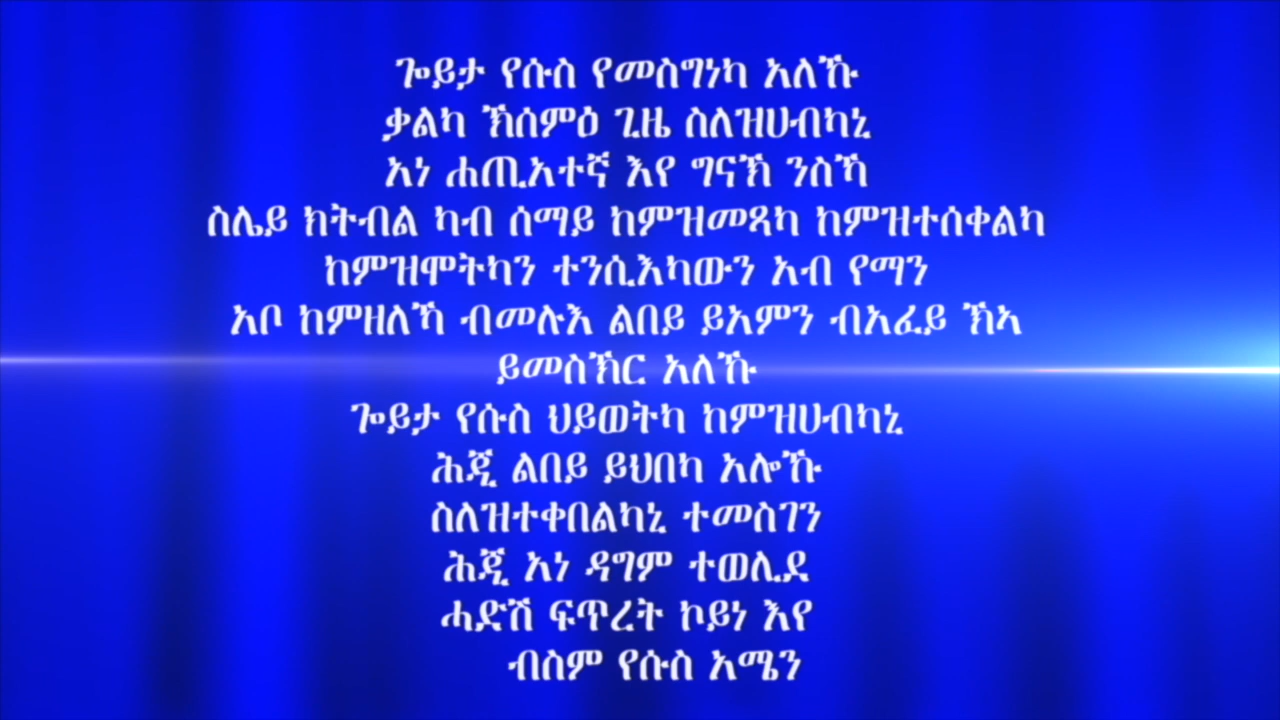 ጐይታ የሱስ የመስግነካ አለኹ
ቃልካ ኽሰምዕ ጊዜ ስለዝሀብካኒ
አነ ሐጢአተኛ እየ ግናኽ ንስኻ
ስሌይ ክትብል ካብ ሰማይ ከምዝመጻካ ከምዝተሰቀልካ
ከምዝሞትካን ተንሲእካውን አብ የማን
አቦ ከምዘለኻ ብመሉእ ልበይ ይአምን ብአፈይ ኽኣ
ይመስኽር አለኹ
ጐይታ የሱስ ህይወትካ ከምዝሀብካኒ
ሕጂ ልበይ ይህበካ አሎኹ
ስለዝተቀበልካኒ ተመስገን
ሕጂ አነ ዳግም ተወሊደ
ሓድሽ ፍጥረት ኮይነ እየ
ብስም የሱስ አሜን